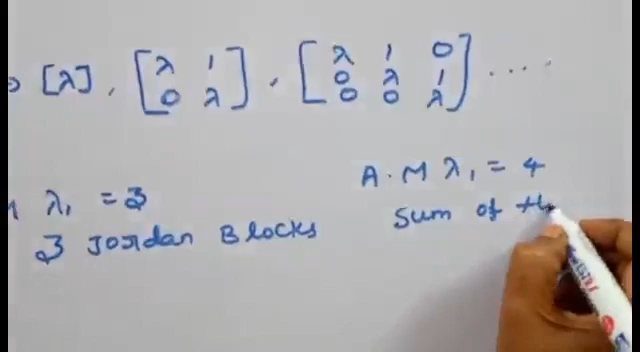 [λ], [λ 1
0 λ], [λ 1 0
0 λ 1
0 0 λ] ....
λ₁ = 3
3 Jordan Blocks
A.M λ₁ = 4
Sum of th